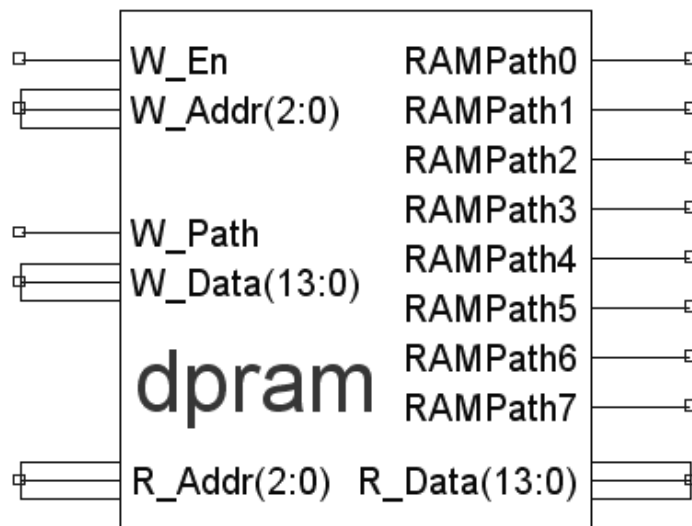 W_En RAMPath0
W_Addr(2:0) RAMPath1
RAMPath2
W_Path RAMPath3
W_Data(13:0) RAMPath4
RAMPath5
dpram RAMPath6
RAMPath7
R_Addr(2:0) R_Data(13:0)